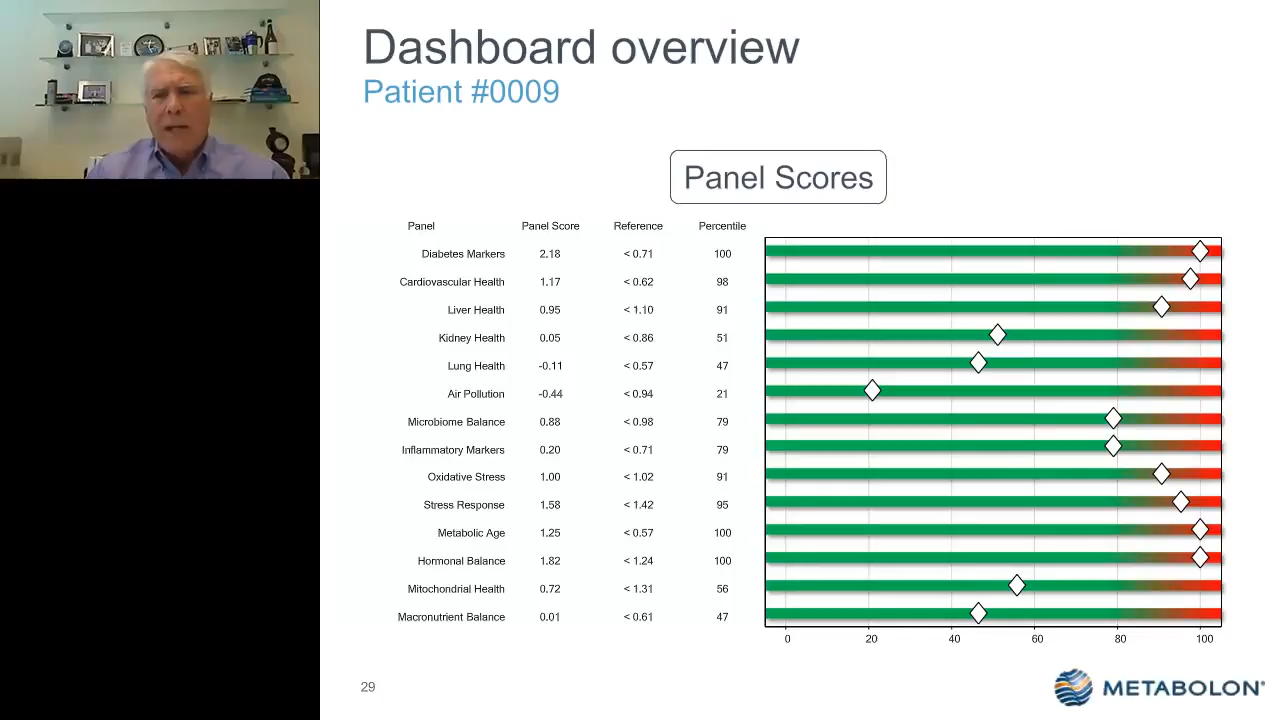 Dashboard overview
Patient #0009
Panel Scores
Panel Panel Score Reference Percentile
Diabetes Markers 2.18 < 0.71 100
Cardiovascular Health 1.17 < 0.62 98
Liver Health 0.95 < 1.10 91
Kidney Health 0.05 < 0.86 51
Lung Health -0.11 < 0.57 47
Air Pollution -0.44 < 0.94 21
Microbiome Balance 0.88 < 0.98 79
Inflammatory Markers 0.20 < 0.71 79
Oxidative Stress 1.00 < 1.02 91
Stress Response 1.58 < 1.42 95
Metabolic Age 1.25 < 0.57 100
Hormonal Balance 1.82 < 1.24 100
Mitochondrial Health 0.72 < 1.31 56
Macronutrient Balance 0.01 < 0.61 47
0 20 40 60 80 100
29
METABOLON®